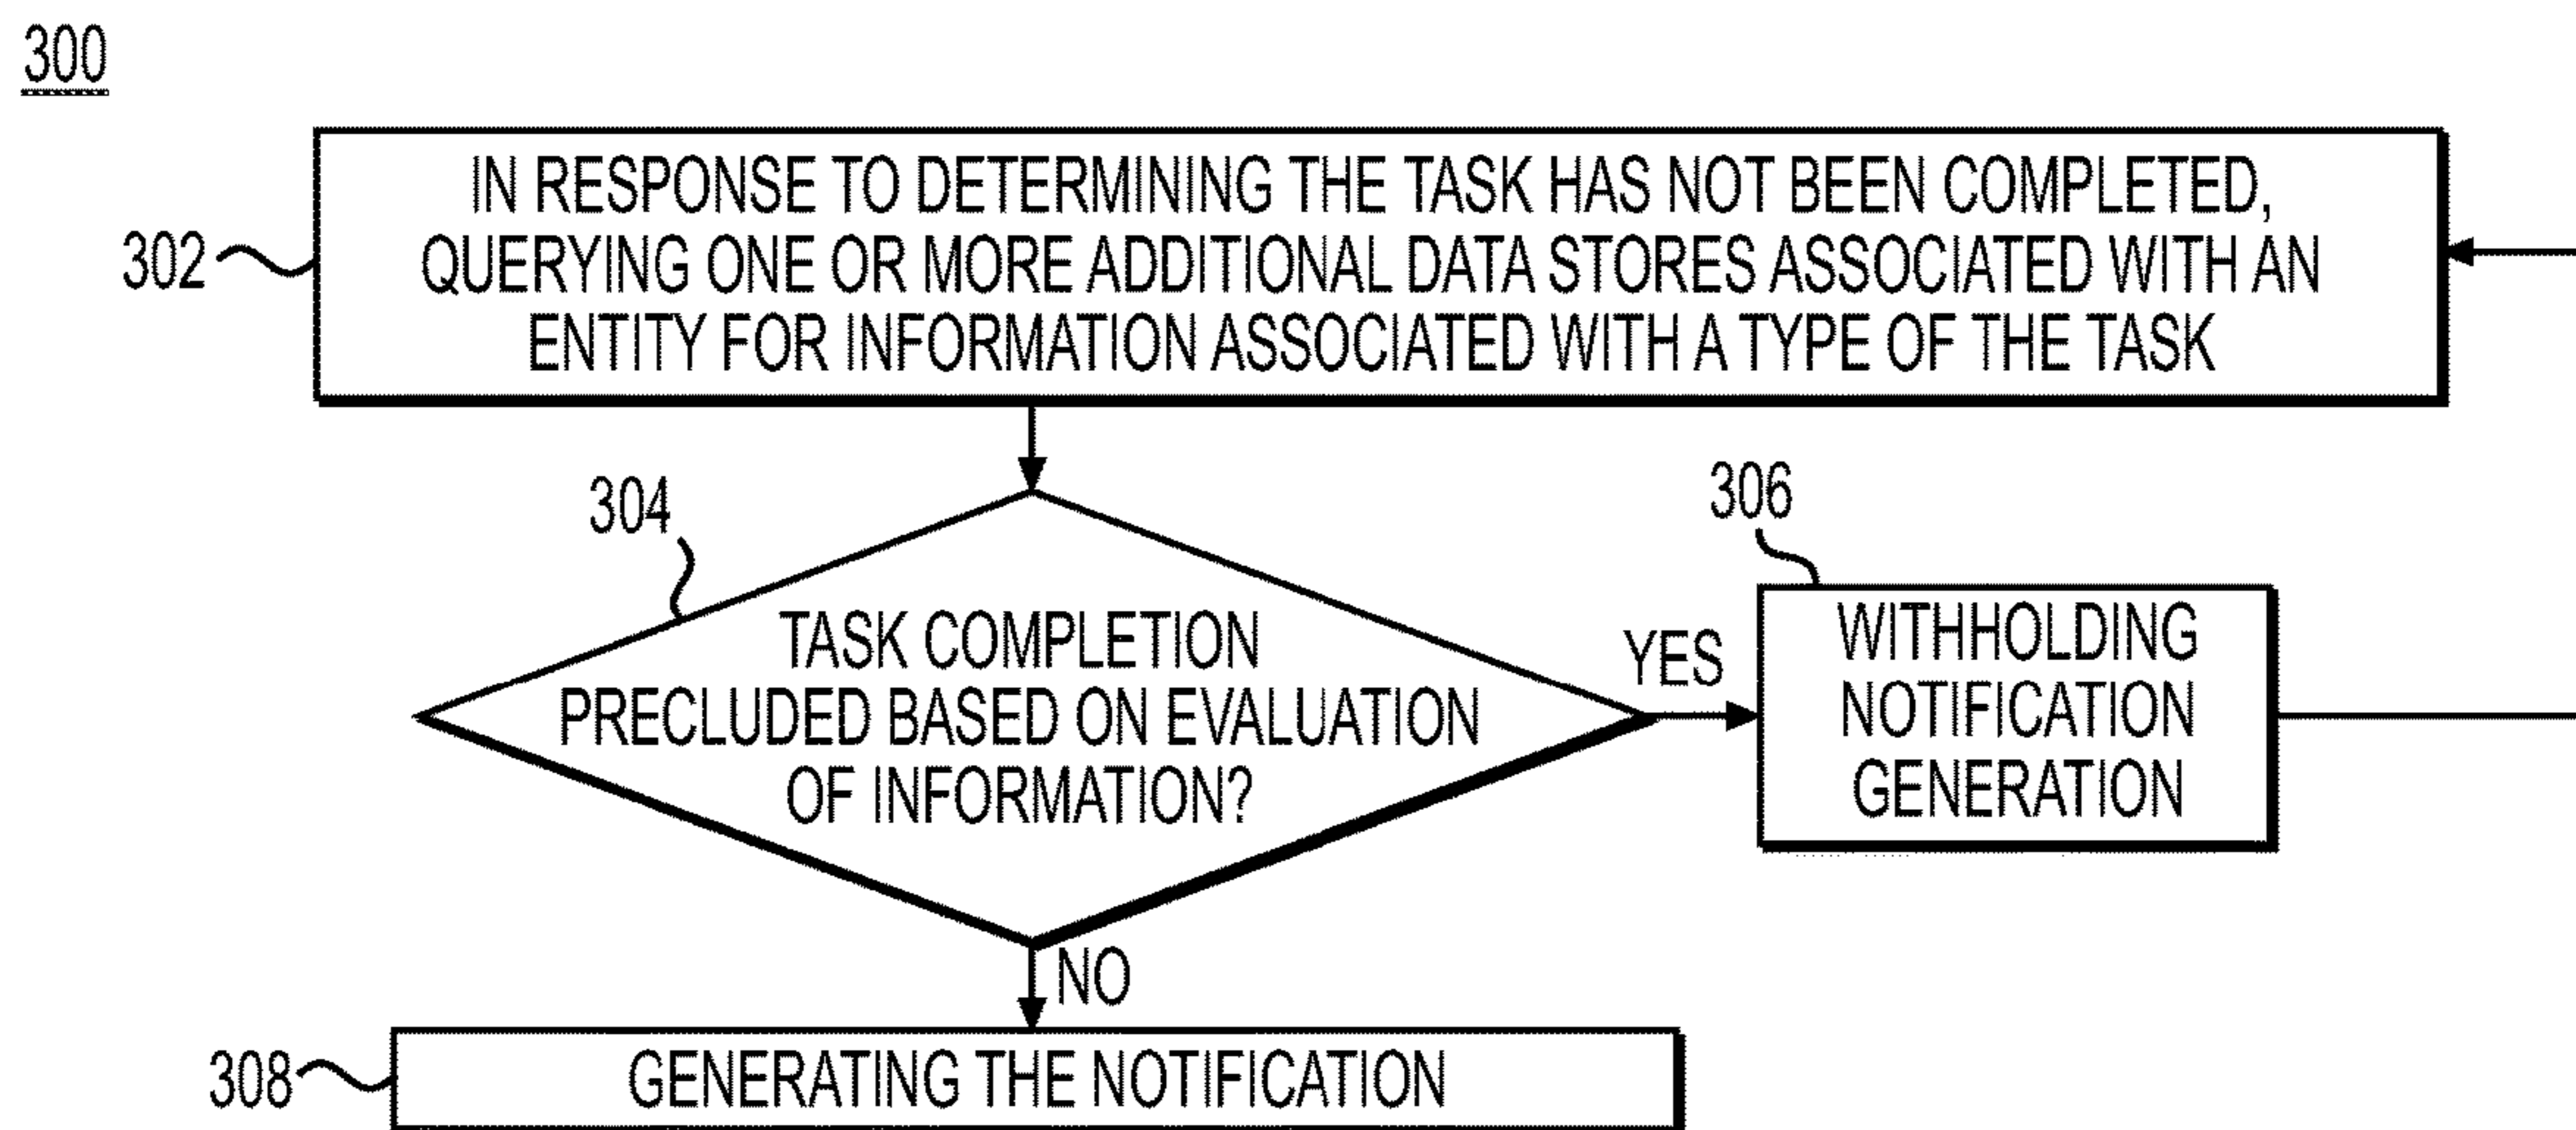 300
302
IN RESPONSE TO DETERMINING THE TASK HAS NOT BEEN COMPLETED,
QUERYING ONE OR MORE ADDITIONAL DATA STORES ASSOCIATED WITH AN
ENTITY FOR INFORMATION ASSOCIATED WITH A TYPE OF THE TASK
304
TASK COMPLETION
PRECLUDED BASED ON EVALUATION
OF INFORMATION?
YES
306
WITHHOLDING
NOTIFICATION
GENERATION
NO
308
GENERATING THE NOTIFICATION